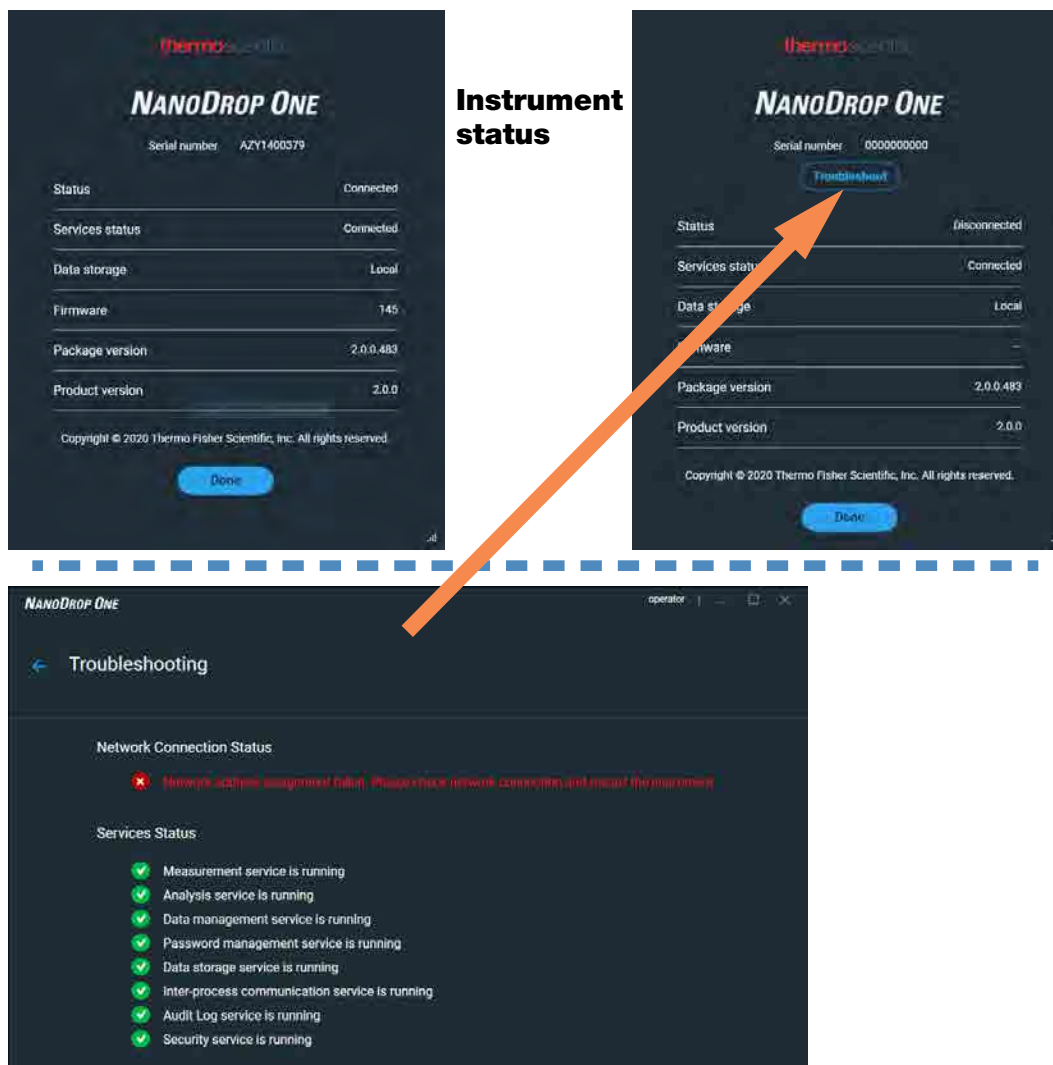 thermoscientific
NANODROP ONE
Serial number AZY1400379
Status Connected
Services status Connected
Data storage Local
Firmware 145
Package version 2.0.0.483
Product version 2.0.0
Copyright © 2020 Thermo Fisher Scientific, Inc. All rights reserved.
Done
Instrument
status
thermoscientific
NANODROP ONE
Serial number 0000000000
Troubleshoot
Status Disconnected
Services status Connected
Data storage Local
Package version 2.0.0.483
Product version 2.0.0
Copyright © 2020 Thermo Fisher Scientific, Inc. All rights reserved.
Done
NANODROP ONE operator
Troubleshooting
Network Connection Status
Network address assignment failed. Please check network connection and restart the instrument
Services Status
Measurement service is running
Analysis service is running
Data management service is running
Password management service is running
Data storage service is running
Inter-process communication service is running
Audit Log service is running
Security service is running